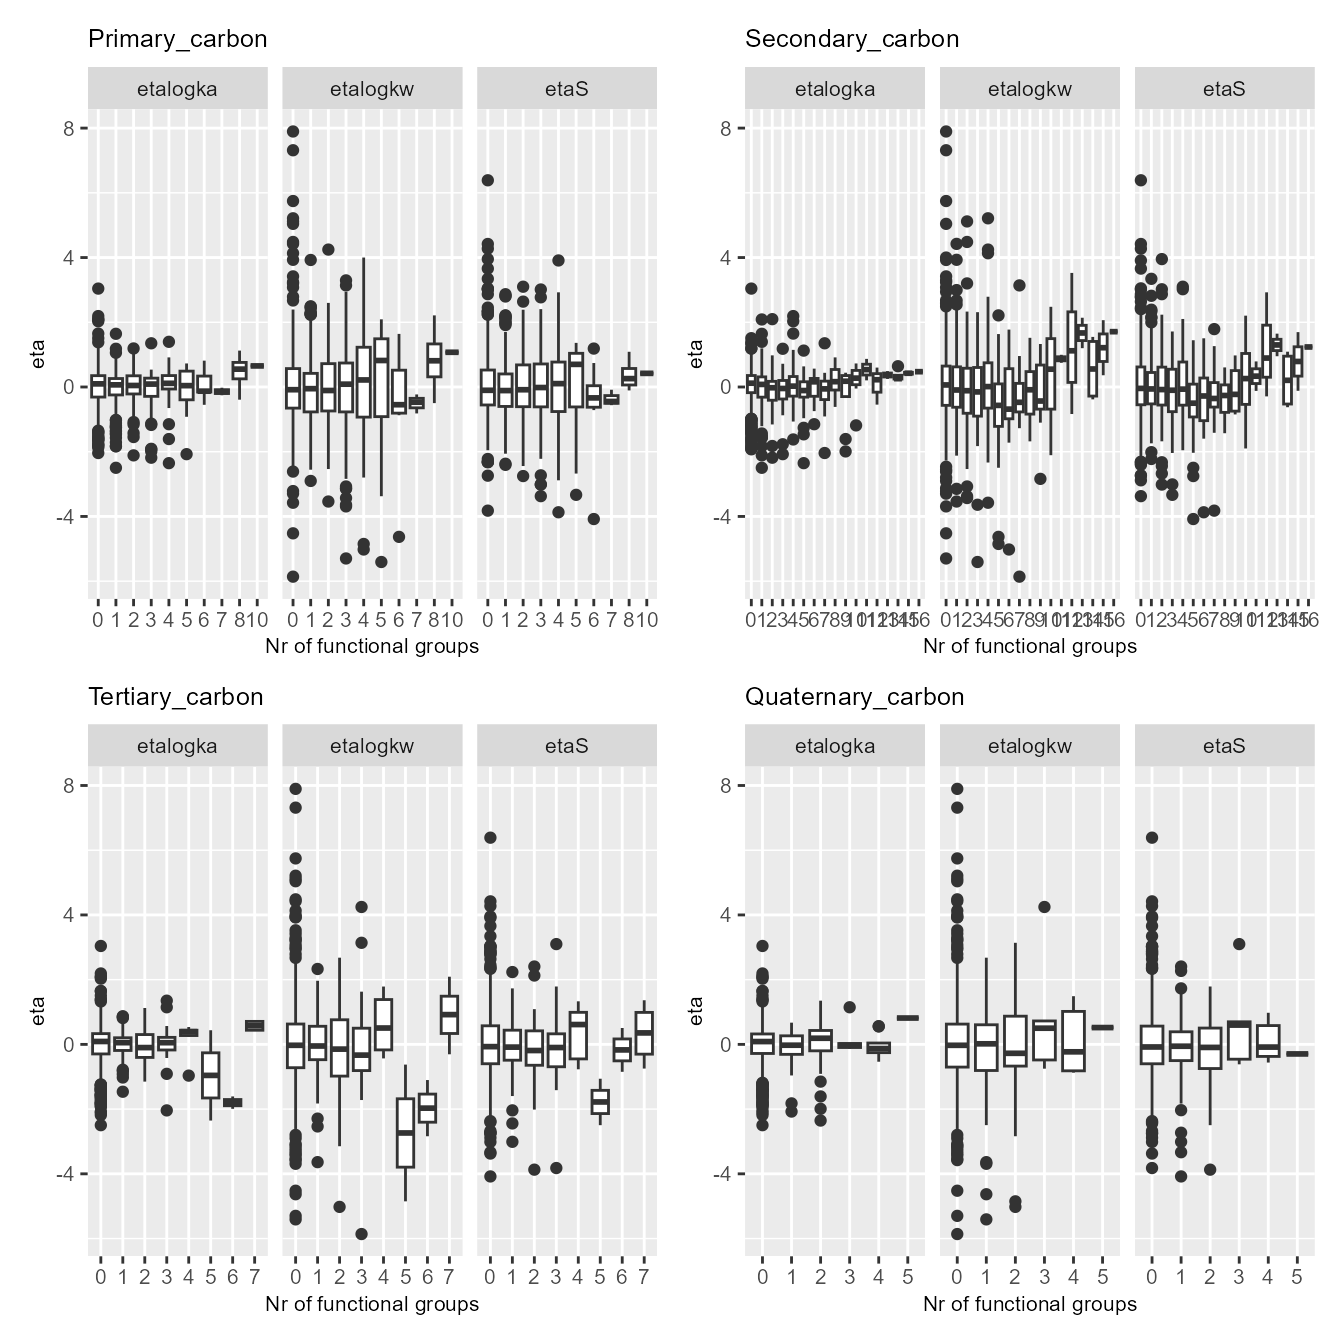 Primary_carbon
etalogka etalogkw etaS
eta
8
4
0
-4
0 1 2 3 4 5 6 7 8 10 0 1 2 3 4 5 6 7 8 10 0 1 2 3 4 5 6 7 8 10
Nr of functional groups
Secondary_carbon
etalogka etalogkw etaS
eta
8
4
0
-4
Nr of functional groups
Tertiary_carbon
etalogka etalogkw etaS
eta
8
4
0
-4
0 1 2 3 4 5 6 7 0 1 2 3 4 5 6 7 0 1 2 3 4 5 6 7
Nr of functional groups
Quaternary_carbon
etalogka etalogkw etaS
eta
8
4
0
-4
0 1 2 3 4 5 0 1 2 3 4 5 0 1 2 3 4 5
Nr of functional groups